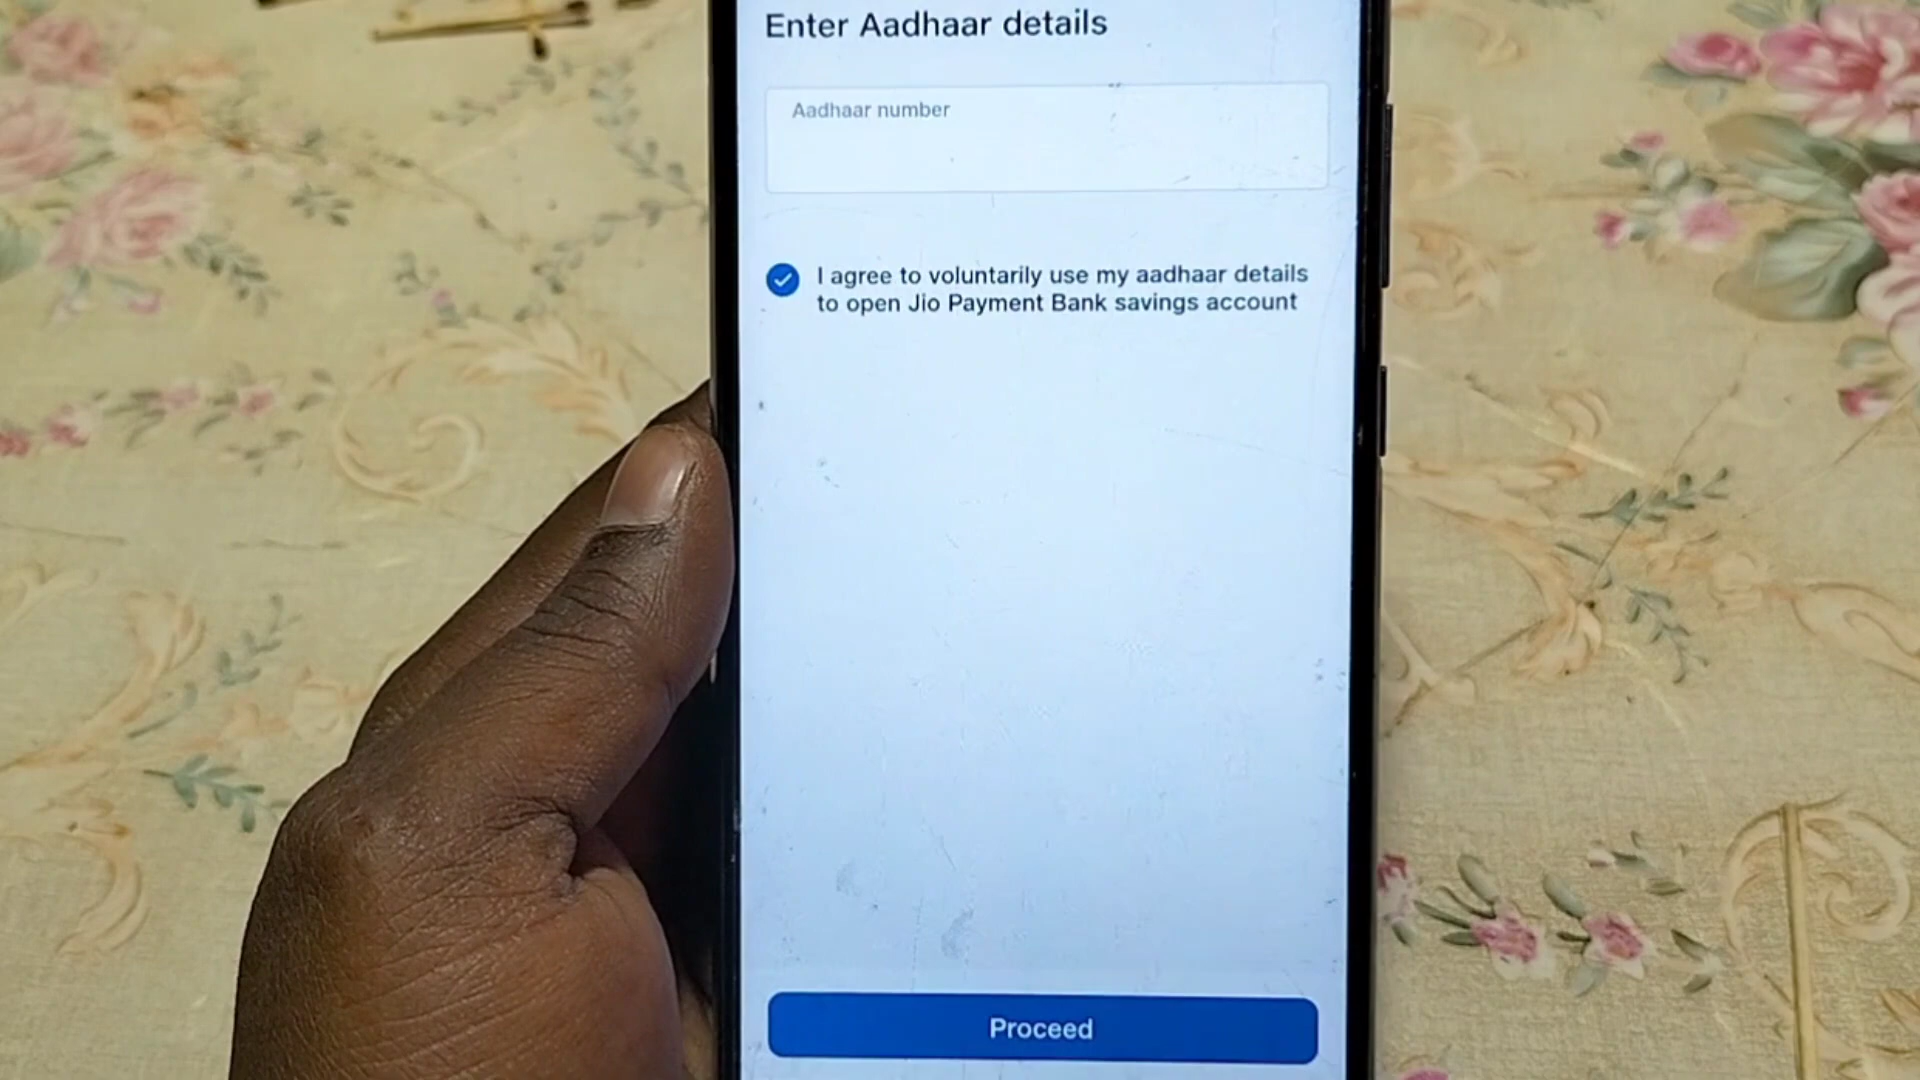 Enter Aadhaar details
Aadhaar number
I agree to voluntarily use my aadhaar details
to open Jio Payment Bank savings account
Proceed